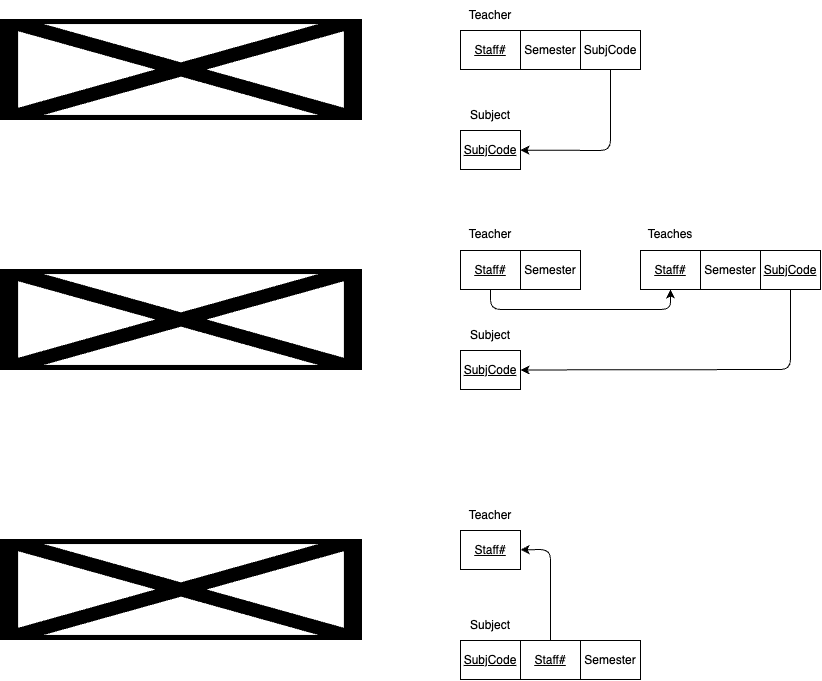 Teacher
Staff# Semester SubjCode
Subject
SubjCode
Teacher Teaches
Staff# Semester Staff# Semester SubjCode
Subject
SubjCode
Teacher
Staff#
Subject
SubjCode Staff# Semester